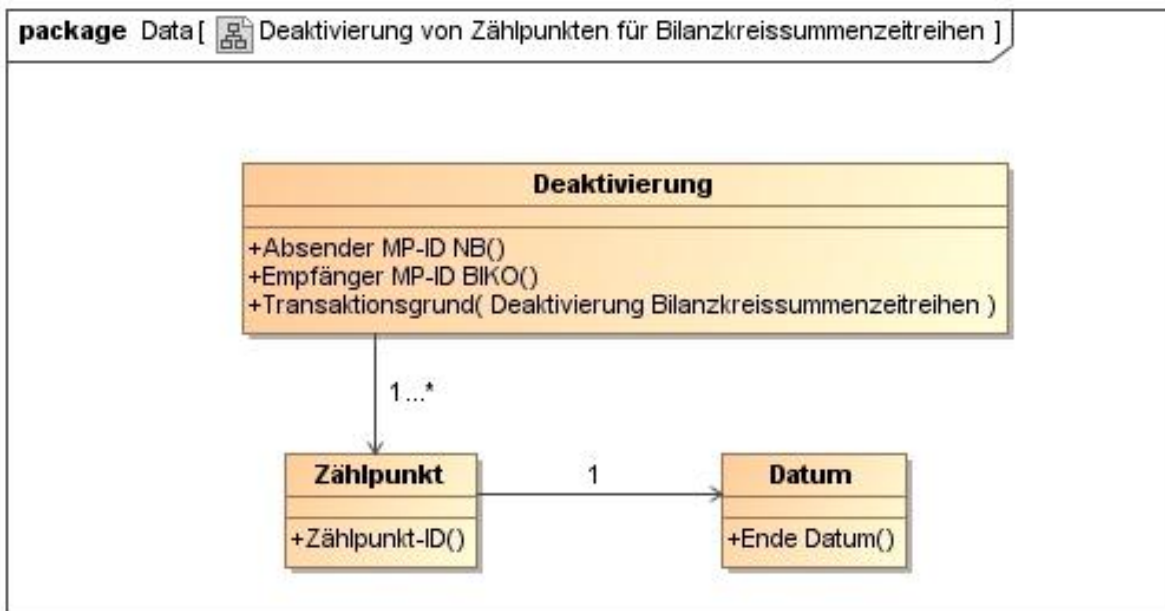 package Data [ Deaktivierung von Zählpunkten für Bilanzkreissummenzeitreihen ]
Deaktivierung
+Absender MP-ID NB()
+Empfänger MP-ID BIKO()
+Transaktionsgrund( Deaktivierung Bilanzkreissummenzeitreihen )
1...*
Zählpunkt
+Zählpunkt-ID()
1
Datum
+Ende Datum()